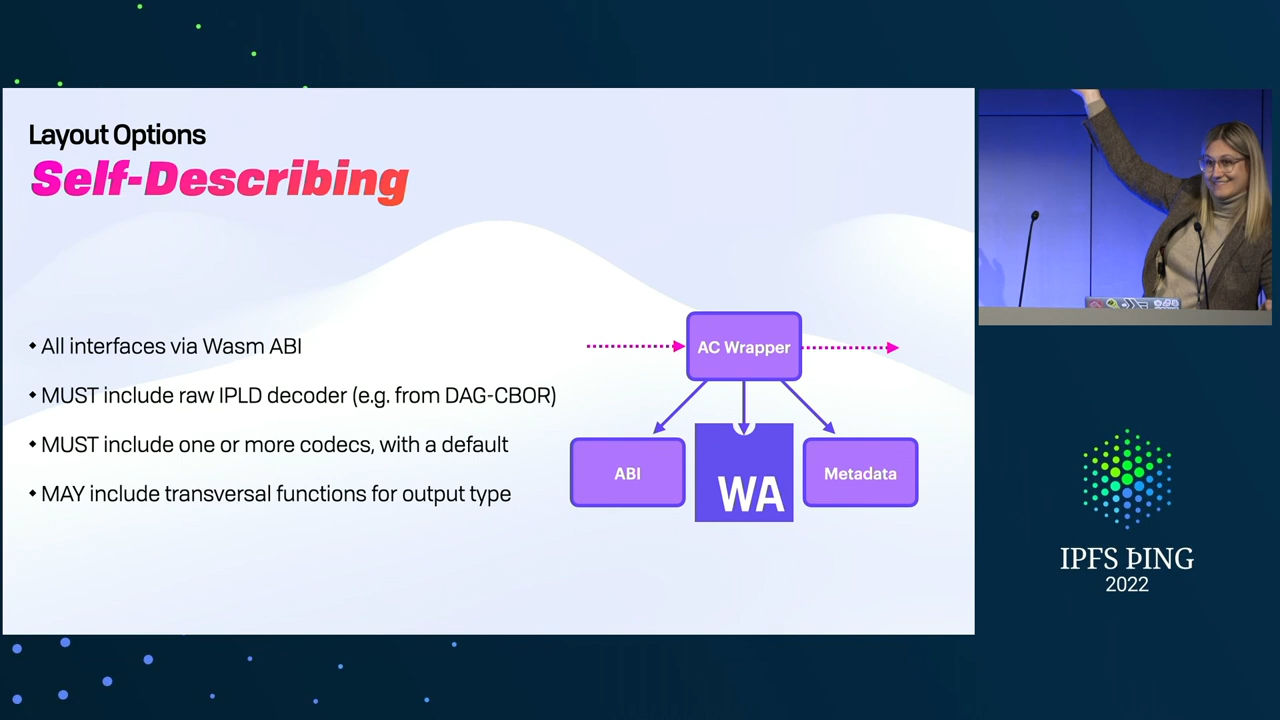 Layout Options
Self-Describing
⬥ All interfaces via Wasm ABI
⬥ MUST include raw IPLD decoder (e.g. from DAG-CBOR)
⬥ MUST include one or more codecs, with a default
⬥ MAY include transversal functions for output type
AC Wrapper
ABI
WA
Metadata
IPFS ÞING
2022